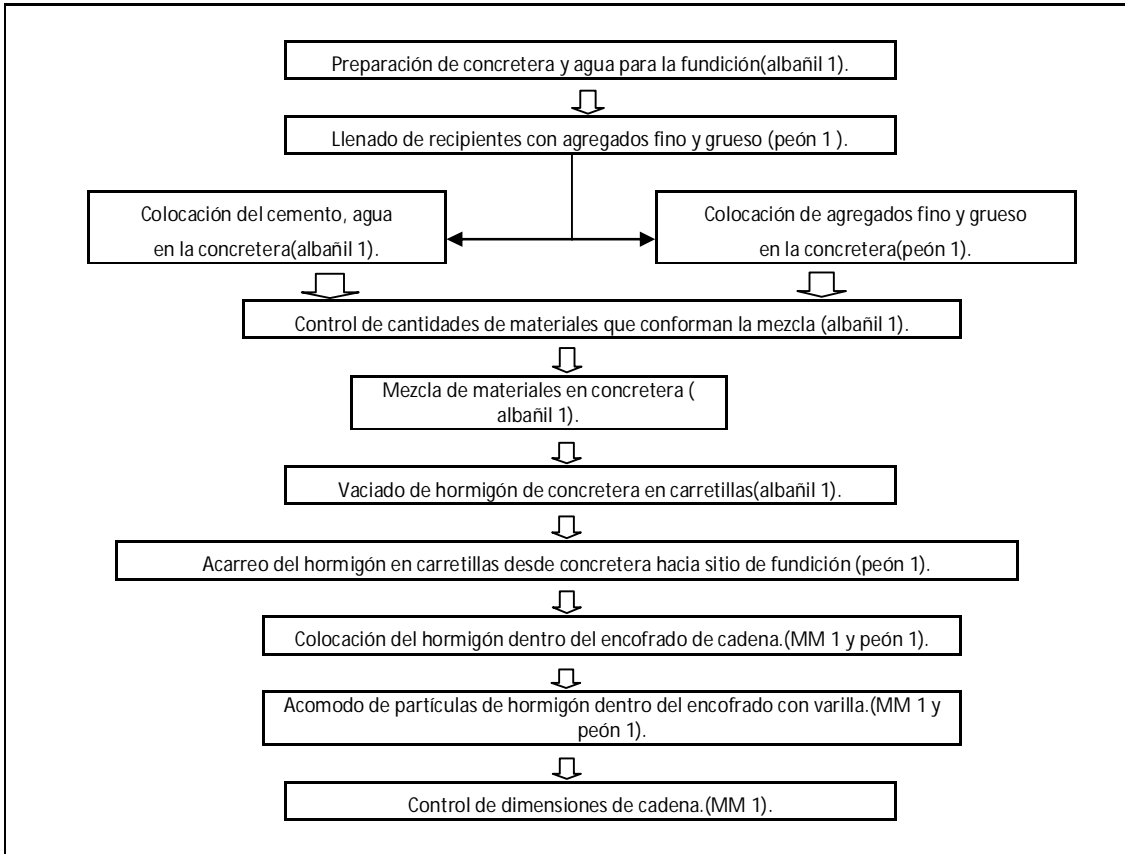 Preparación de concretera y agua para la fundición(albañil 1).
Llenado de recipientes con agregados fino y grueso (peón 1 ).
Colocación del cemento, agua
en la concretera(albañil 1).
Colocación de agregados fino y grueso
en la concretera(peón 1).
Control de cantidades de materiales que conforman la mezcla (albañil 1).
Mezcla de materiales en concretera (
albañil 1).
Vaciado de hormigón de concretera en carretillas(albañil 1).
Acarreo del hormigón en carretillas desde concretera hacia sitio de fundición (peón 1).
Colocación del hormigón dentro del encofrado de cadena.(MM 1 y peón 1).
Acomodo de partículas de hormigón dentro del encofrado con varilla.(MM 1 y
peón 1).
Control de dimensiones de cadena.(MM 1).